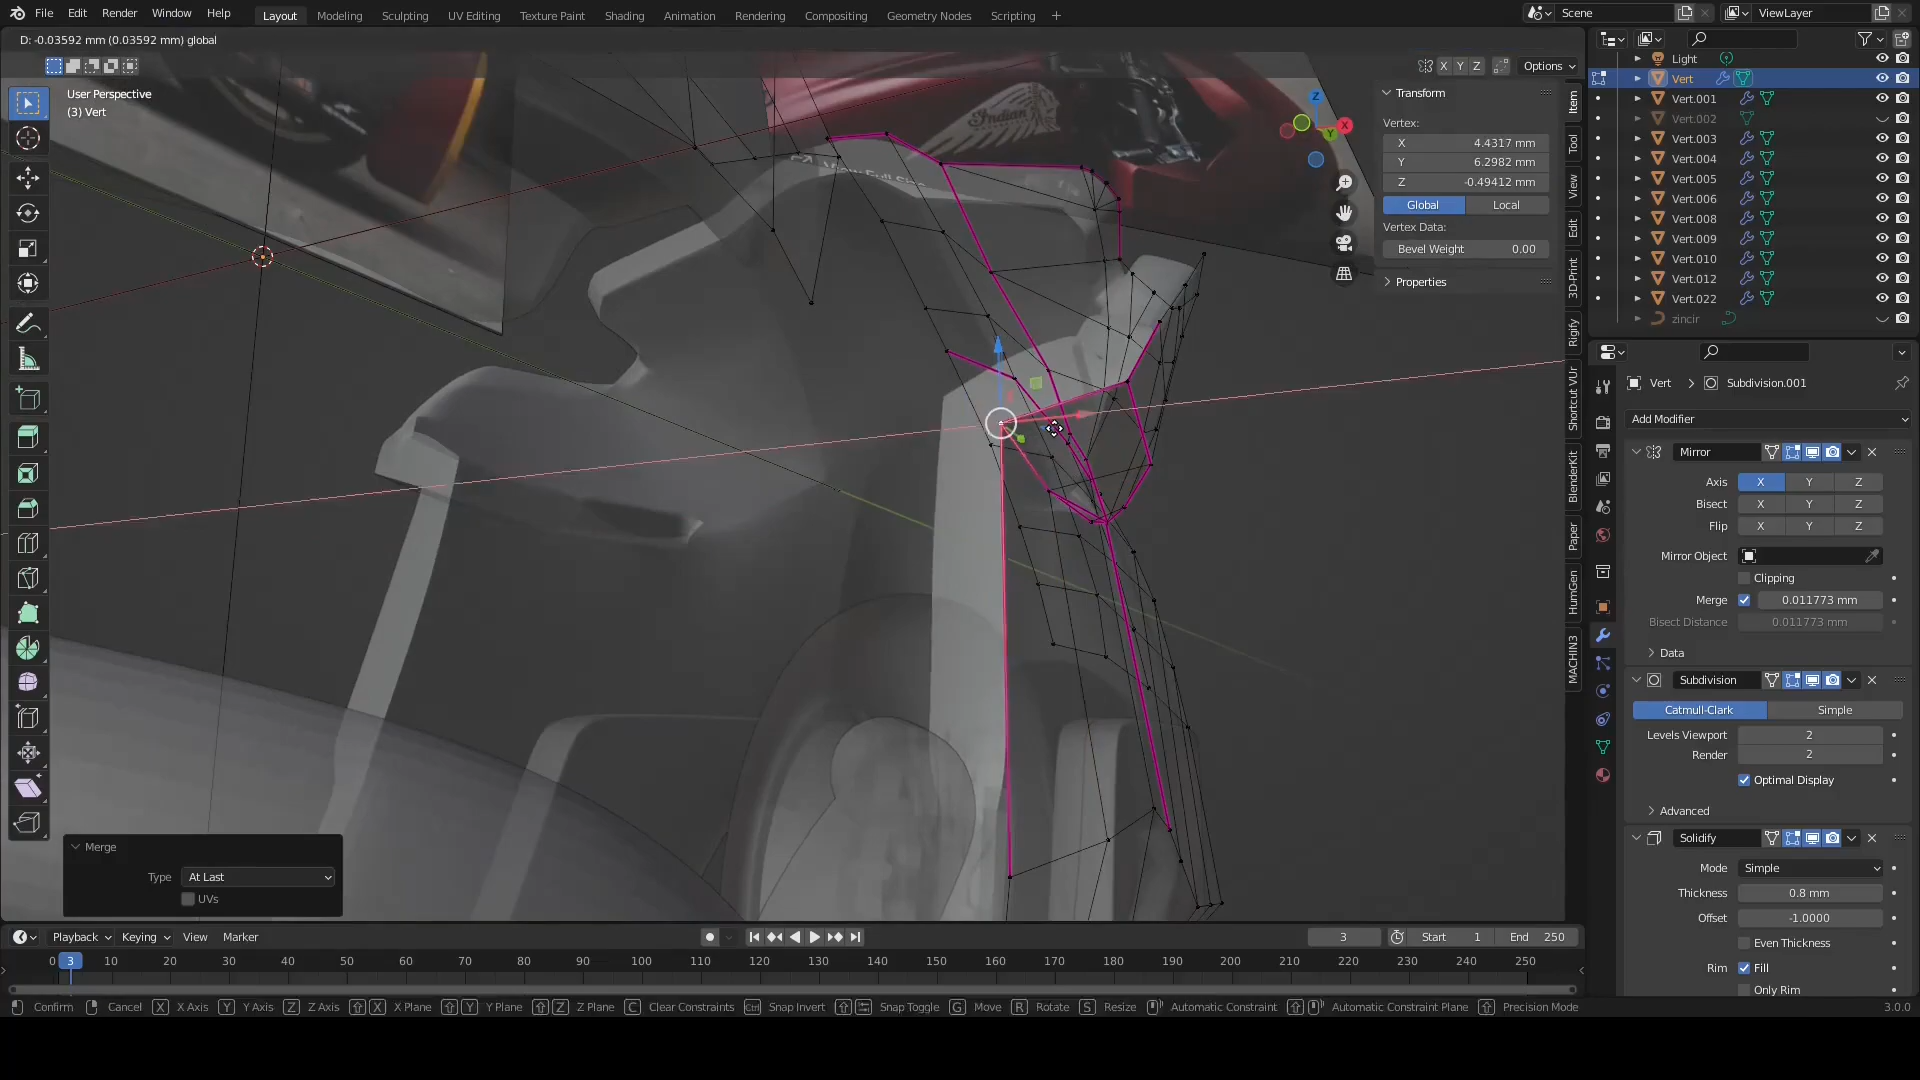 File Edit Render Window Help Layout Modeling Sculpting UV Editing Texture Paint Shading Animation Rendering Compositing Geometry Nodes Scripting + Scene ViewLayer
D: -0.03592 mm (0.03592 mm) global
X Y Z Options
User Perspective
(3) Vert
Transform
Vertex:
X 4.4317 mm
Y 6.2982 mm
Z -0.49412 mm
Global Local
Vertex Data:
Bevel Weight 0.00
Properties
Item
Tool
View
Edit
3D-Print
Rigify
Shortcut VUr
BlenderKit
Paper
HumGen
MACHIN3
Z
X
Y
Indian
Light
Vert
Vert.001
Vert.002
Vert.003
Vert.004
Vert.005
Vert.006
Vert.008
Vert.009
Vert.010
Vert.012
Vert.022
zincir
Vert Subdivision.001
Add Modifier
Mirror
Axis X Y Z
Bisect X Y Z
Flip X Y Z
Mirror Object
Clipping
Merge 0.011773 mm
Bisect Distance 0.011773 mm
Data
Subdivision
Catmull-Clark Simple
Levels Viewport 2
Render 2
Optimal Display
Advanced
Solidify
Mode Simple
Thickness 0.8 mm
Offset -1.0000
Even Thickness
Rim Fill
Only Rim
Merge
Type At Last
UVs
Playback Keying View Marker 3 Start 1 End 250
0 3 10 20 30 40 50 60 70 80 90 100 110 120 130 140 150 160 170 180 190 200 210 220 230 240 250
Confirm Cancel X X Axis Y Y Axis Z Z Axis X X Plane Y Y Plane Z Z Plane C Clear Constraints Ctrl Snap Invert Snap Toggle G Move R Rotate S Resize Automatic Constraint Automatic Constraint Plane Precision Mode 3.0.0